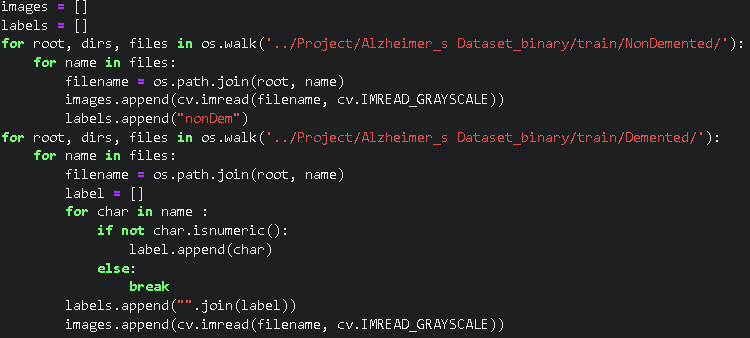 images = []
labels = []
for root, dirs, files in os.walk('../Project/Alzheimer_s Dataset_binary/train/NonDemented/'):
    for name in files:
        filename = os.path.join(root, name)
        images.append(cv.imread(filename, cv.IMREAD_GRAYSCALE))
        labels.append("nonDem")
for root, dirs, files in os.walk('../Project/Alzheimer_s Dataset_binary/train/Demented/'):
    for name in files:
        filename = os.path.join(root, name)
        label = []
        for char in name :
            if not char.isnumeric():
                label.append(char)
            else:
                break
        labels.append("".join(label))
        images.append(cv.imread(filename, cv.IMREAD_GRAYSCALE))